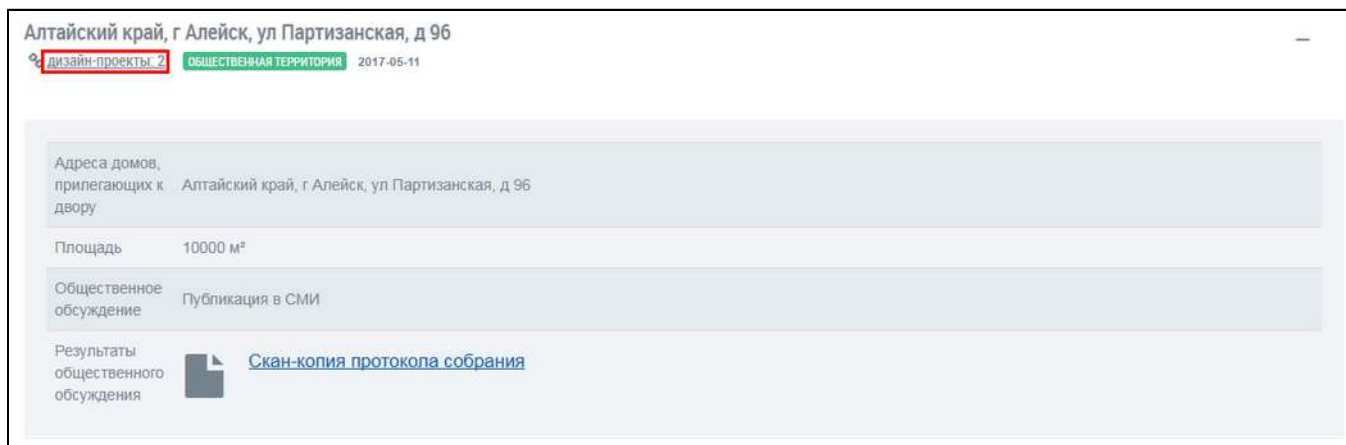 Алтайский край, г Алейск, ул Партизанская, д 96
дизайн-проекты: 2 ОБЩЕСТВЕННАЯ ТЕРРИТОРИЯ 2017-05-11
Адреса домов,
прилегающих к Алтайский край, г Алейск, ул Партизанская, д 96
двору
Площадь 10000 м²
Общественное
обсуждение Публикация в СМИ
Результаты
общественного Скан-копия протокола собрания
обсуждения